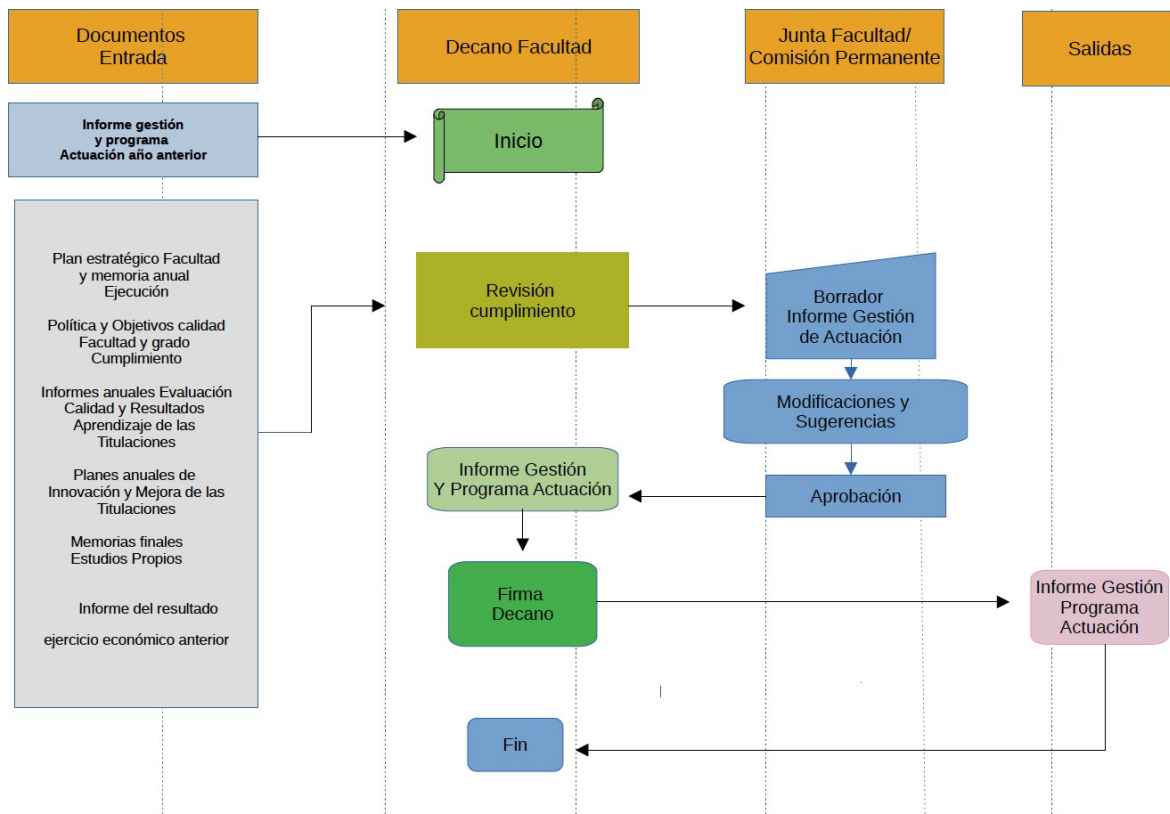 Documentos
Entrada
Decano Facultad
Junta Facultad/
Comisión Permanente
Salidas
Informe gestión
y programa
Actuación año anterior
Inicio
Plan estratégico Facultad
y memoria anual
Ejecución
Política y Objetivos calidad
Facultad y grado
Cumplimiento
Informes anuales Evaluación
Calidad y Resultados
Aprendizaje de las
Titulaciones
Planes anuales de
Innovación y Mejora de las
Titulaciones
Memorias finales
Estudios Propios
Informe del resultado
ejercicio económico anterior
Revisión
cumplimiento
Borrador
Informe Gestión
de Actuación
Modificaciones y
Sugerencias
Aprobación
Informe Gestión
Y Programa Actuación
Firma
Decano
Informe Gestión
Programa
Actuación
Fin